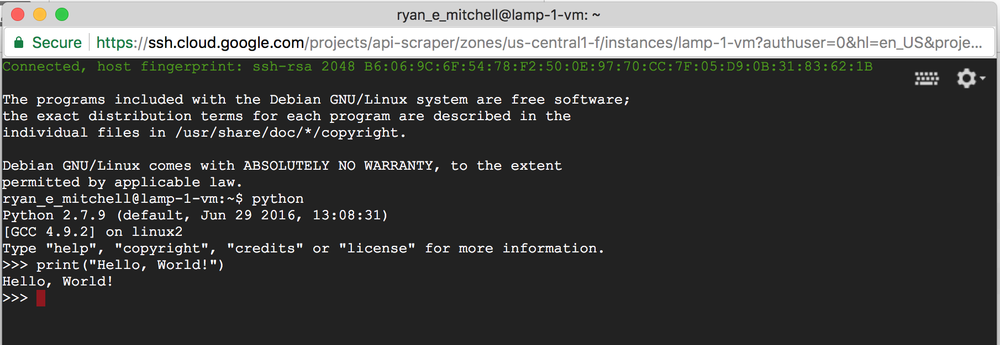 ryan_e_mitchell@lamp-1-vm: ~
Secure https://ssh.cloud.google.com/projects/api-scraper/zones/us-central1-f/instances/lamp-1-vm?authuser=0&hl=en_US&proje...
Connected, host fingerprint: ssh-rsa 2048 B6:06:9C:6F:54:78:F2:50:0E:97:70:CC:7F:05:D9:0B:31:83:62:1B
The programs included with the Debian GNU/Linux system are free software;
the exact distribution terms for each program are described in the
individual files in /usr/share/doc/*/copyright.
Debian GNU/Linux comes with ABSOLUTELY NO WARRANTY, to the extent
permitted by applicable law.
ryan_e_mitchell@lamp-1-vm:~$ python
Python 2.7.9 (default, Jun 29 2016, 13:08:31)
[GCC 4.9.2] on linux2
Type "help", "copyright", "credits" or "license" for more information.
>>> print("Hello, World!")
Hello, World!
>>>